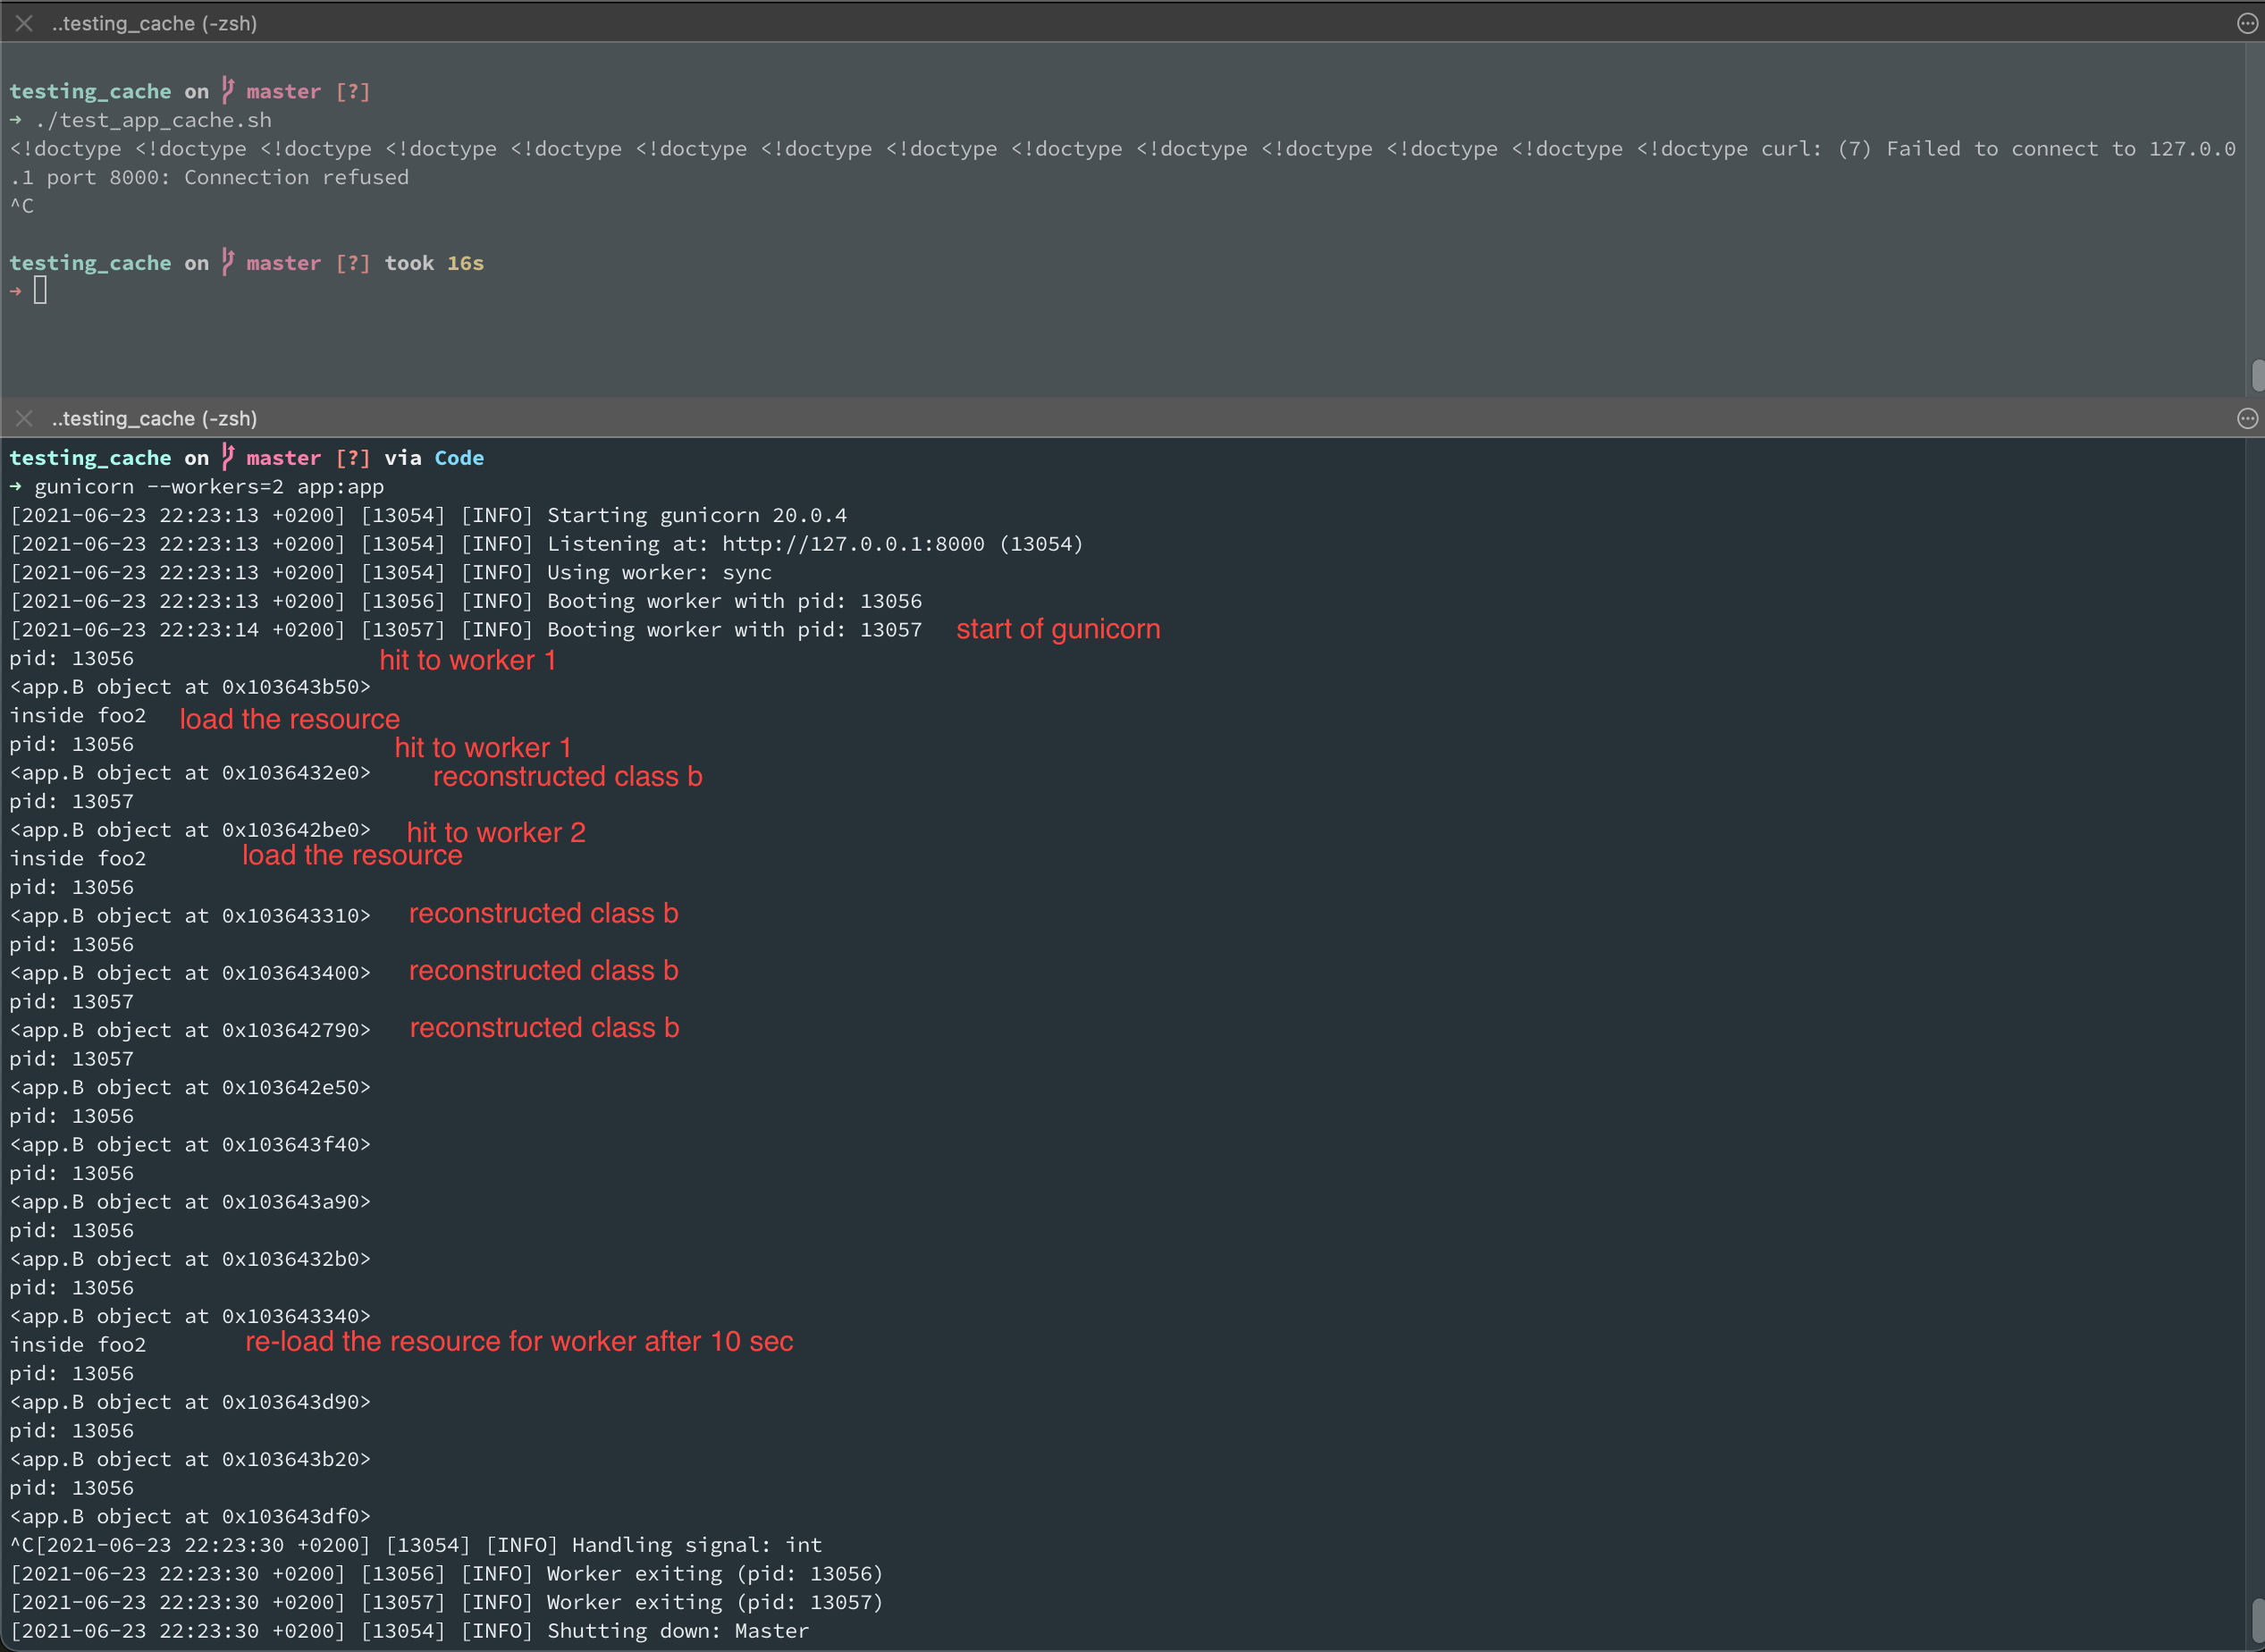 ..testing_cache (-zsh)
testing_cache on master [?]
➜ ./test_app_cache.sh
<!doctype <!doctype <!doctype <!doctype <!doctype <!doctype <!doctype <!doctype <!doctype <!doctype <!doctype <!doctype <!doctype <!doctype curl: (7) Failed to connect to 127.0.0
.1 port 8000: Connection refused
^C
testing_cache on master [?] took 16s
➜
..testing_cache (-zsh)
testing_cache on master [?] via Code
➜ gunicorn --workers=2 app:app
[2021-06-23 22:23:13 +0200] [13054] [INFO] Starting gunicorn 20.0.4
[2021-06-23 22:23:13 +0200] [13054] [INFO] Listening at: http://127.0.0.1:8000 (13054)
[2021-06-23 22:23:13 +0200] [13054] [INFO] Using worker: sync
[2021-06-23 22:23:13 +0200] [13056] [INFO] Booting worker with pid: 13056
[2021-06-23 22:23:14 +0200] [13057] [INFO] Booting worker with pid: 13057 start of gunicorn
pid: 13056 hit to worker 1
<app.B object at 0x103643b50>
inside foo2 load the resource
pid: 13056 hit to worker 1
<app.B object at 0x1036432e0> reconstructed class b
pid: 13057
<app.B object at 0x103642be0> hit to worker 2
inside foo2 load the resource
pid: 13056
<app.B object at 0x103643310> reconstructed class b
pid: 13056
<app.B object at 0x103643400> reconstructed class b
pid: 13057
<app.B object at 0x103642790> reconstructed class b
pid: 13057
<app.B object at 0x103642e50>
pid: 13056
<app.B object at 0x103643f40>
pid: 13056
<app.B object at 0x103643a90>
pid: 13056
<app.B object at 0x1036432b0>
pid: 13056
<app.B object at 0x103643340>
inside foo2 re-load the resource for worker after 10 sec
pid: 13056
<app.B object at 0x103643d90>
pid: 13056
<app.B object at 0x103643b20>
pid: 13056
<app.B object at 0x103643df0>
^C[2021-06-23 22:23:30 +0200] [13054] [INFO] Handling signal: int
[2021-06-23 22:23:30 +0200] [13056] [INFO] Worker exiting (pid: 13056)
[2021-06-23 22:23:30 +0200] [13057] [INFO] Worker exiting (pid: 13057)
[2021-06-23 22:23:30 +0200] [13054] [INFO] Shutting down: Master